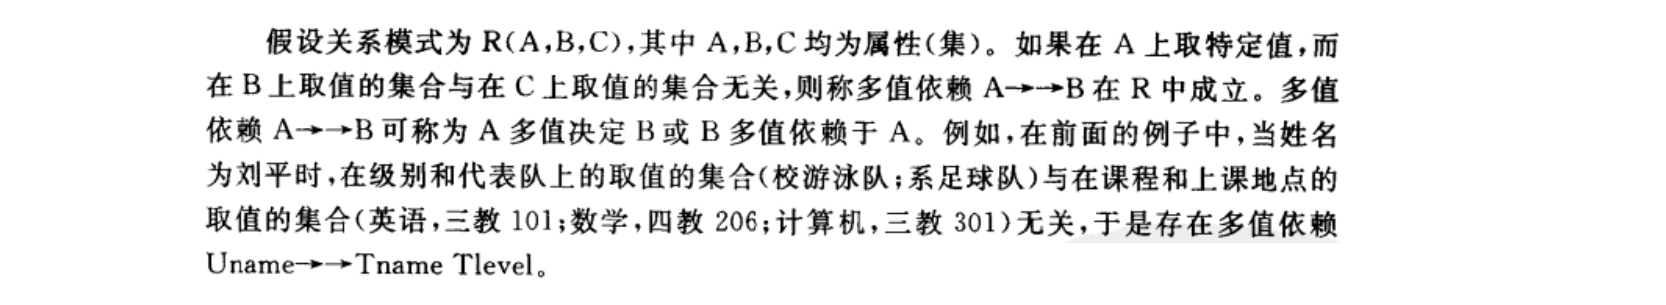 假设关系模式为 R(A,B,C),其中 A,B,C 均为属性(集)。如果在 A 上取特定值,而
在 B 上取值的集合与在 C 上取值的集合无关,则称多值依赖 A→→B 在 R 中成立。多值
依赖 A→→B 可称为 A 多值决定 B 或 B 多值依赖于 A。例如,在前面的例子中,当姓名
为刘平时,在级别和代表队上的取值的集合(校游泳队;系足球队)与在课程和上课地点的
取值的集合(英语,三教 101;数学,四教 206;计算机,三教 301)无关,于是存在多值依赖
Uname→→Tname Tlevel。